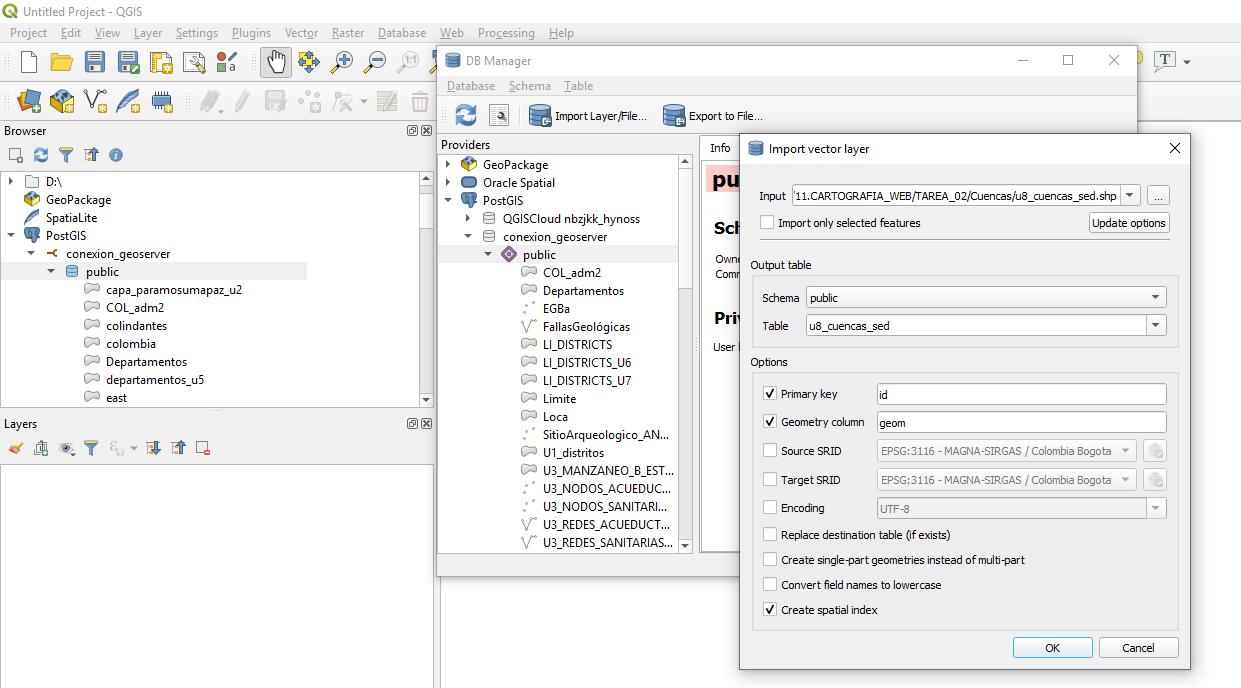 Untitled Project - QGIS
Project Edit View Layer Settings Plugins Vector Raster Database Web Processing Help
1:1
T
a
Browser
D:\
GeoPackage
SpatiaLite
PostGIS
conexion_geoserver
public
capa_paramosumapaz_u2
COL_adm2
colindantes
colombia
Departamentos
departamentos_u5
east
Layers
DB Manager
Database Schema Table
Import Layer/File... Export to File...
Providers
GeoPackage
Oracle Spatial
PostGIS
QGISCloud nbzjkk_hynoss
conexion_geoserver
public
COL_adm2
Departamentos
EGBa
FallasGeológicas
LI_DISTRICTS
LI_DISTRICTS_U6
LI_DISTRICTS_U7
Limite
Loca
SitioArqueologico_AN...
U1_distritos
U3_MANZANEO_B_EST...
U3_NODOS_ACUEDUC...
U3_NODOS_SANITARI...
U3_REDES_ACUEDUCT...
U3_REDES_SANITARIAS...
Info
pu
Sc
Owne
Comm
Priv
User
Import vector layer
Input '11.CARTOGRAFIA_WEB/TAREA_02/Cuencas/u8_cuencas_sed.shp ...
Import only selected features Update options
Output table
Schema public
Table u8_cuencas_sed
Options
Primary key id
Geometry column geom
Source SRID EPSG:3116 - MAGNA-SIRGAS / Colombia Bogota
Target SRID EPSG:3116 - MAGNA-SIRGAS / Colombia Bogota
Encoding UTF-8
Replace destination table (if exists)
Create single-part geometries instead of multi-part
Convert field names to lowercase
Create spatial index
OK Cancel